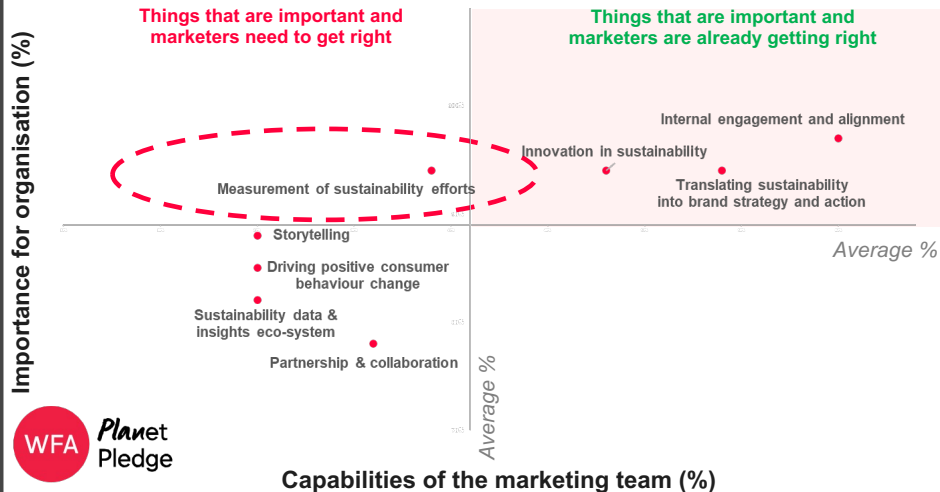 Things that are important and
marketers need to get right
Things that are important and
marketers are already getting right
Importance for organisation (%)
Internal engagement and alignment
Innovation in sustainability
Measurement of sustainability efforts
Translating sustainability
into brand strategy and action
Storytelling
Average %
Driving positive consumer
behaviour change
Sustainability data &
insights eco-system
Partnership & collaboration
Average %
WFA
Planet
Pledge
Capabilities of the marketing team (%)